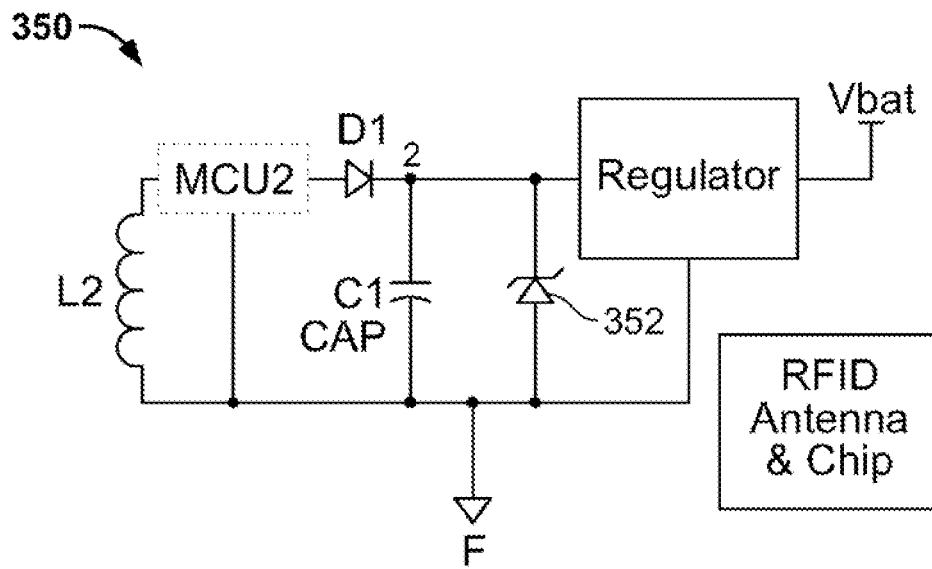 350
Vbat
D1
2
MCU2
Regulator
L2
C1
CAP
352
RFID
Antenna
& Chip
F